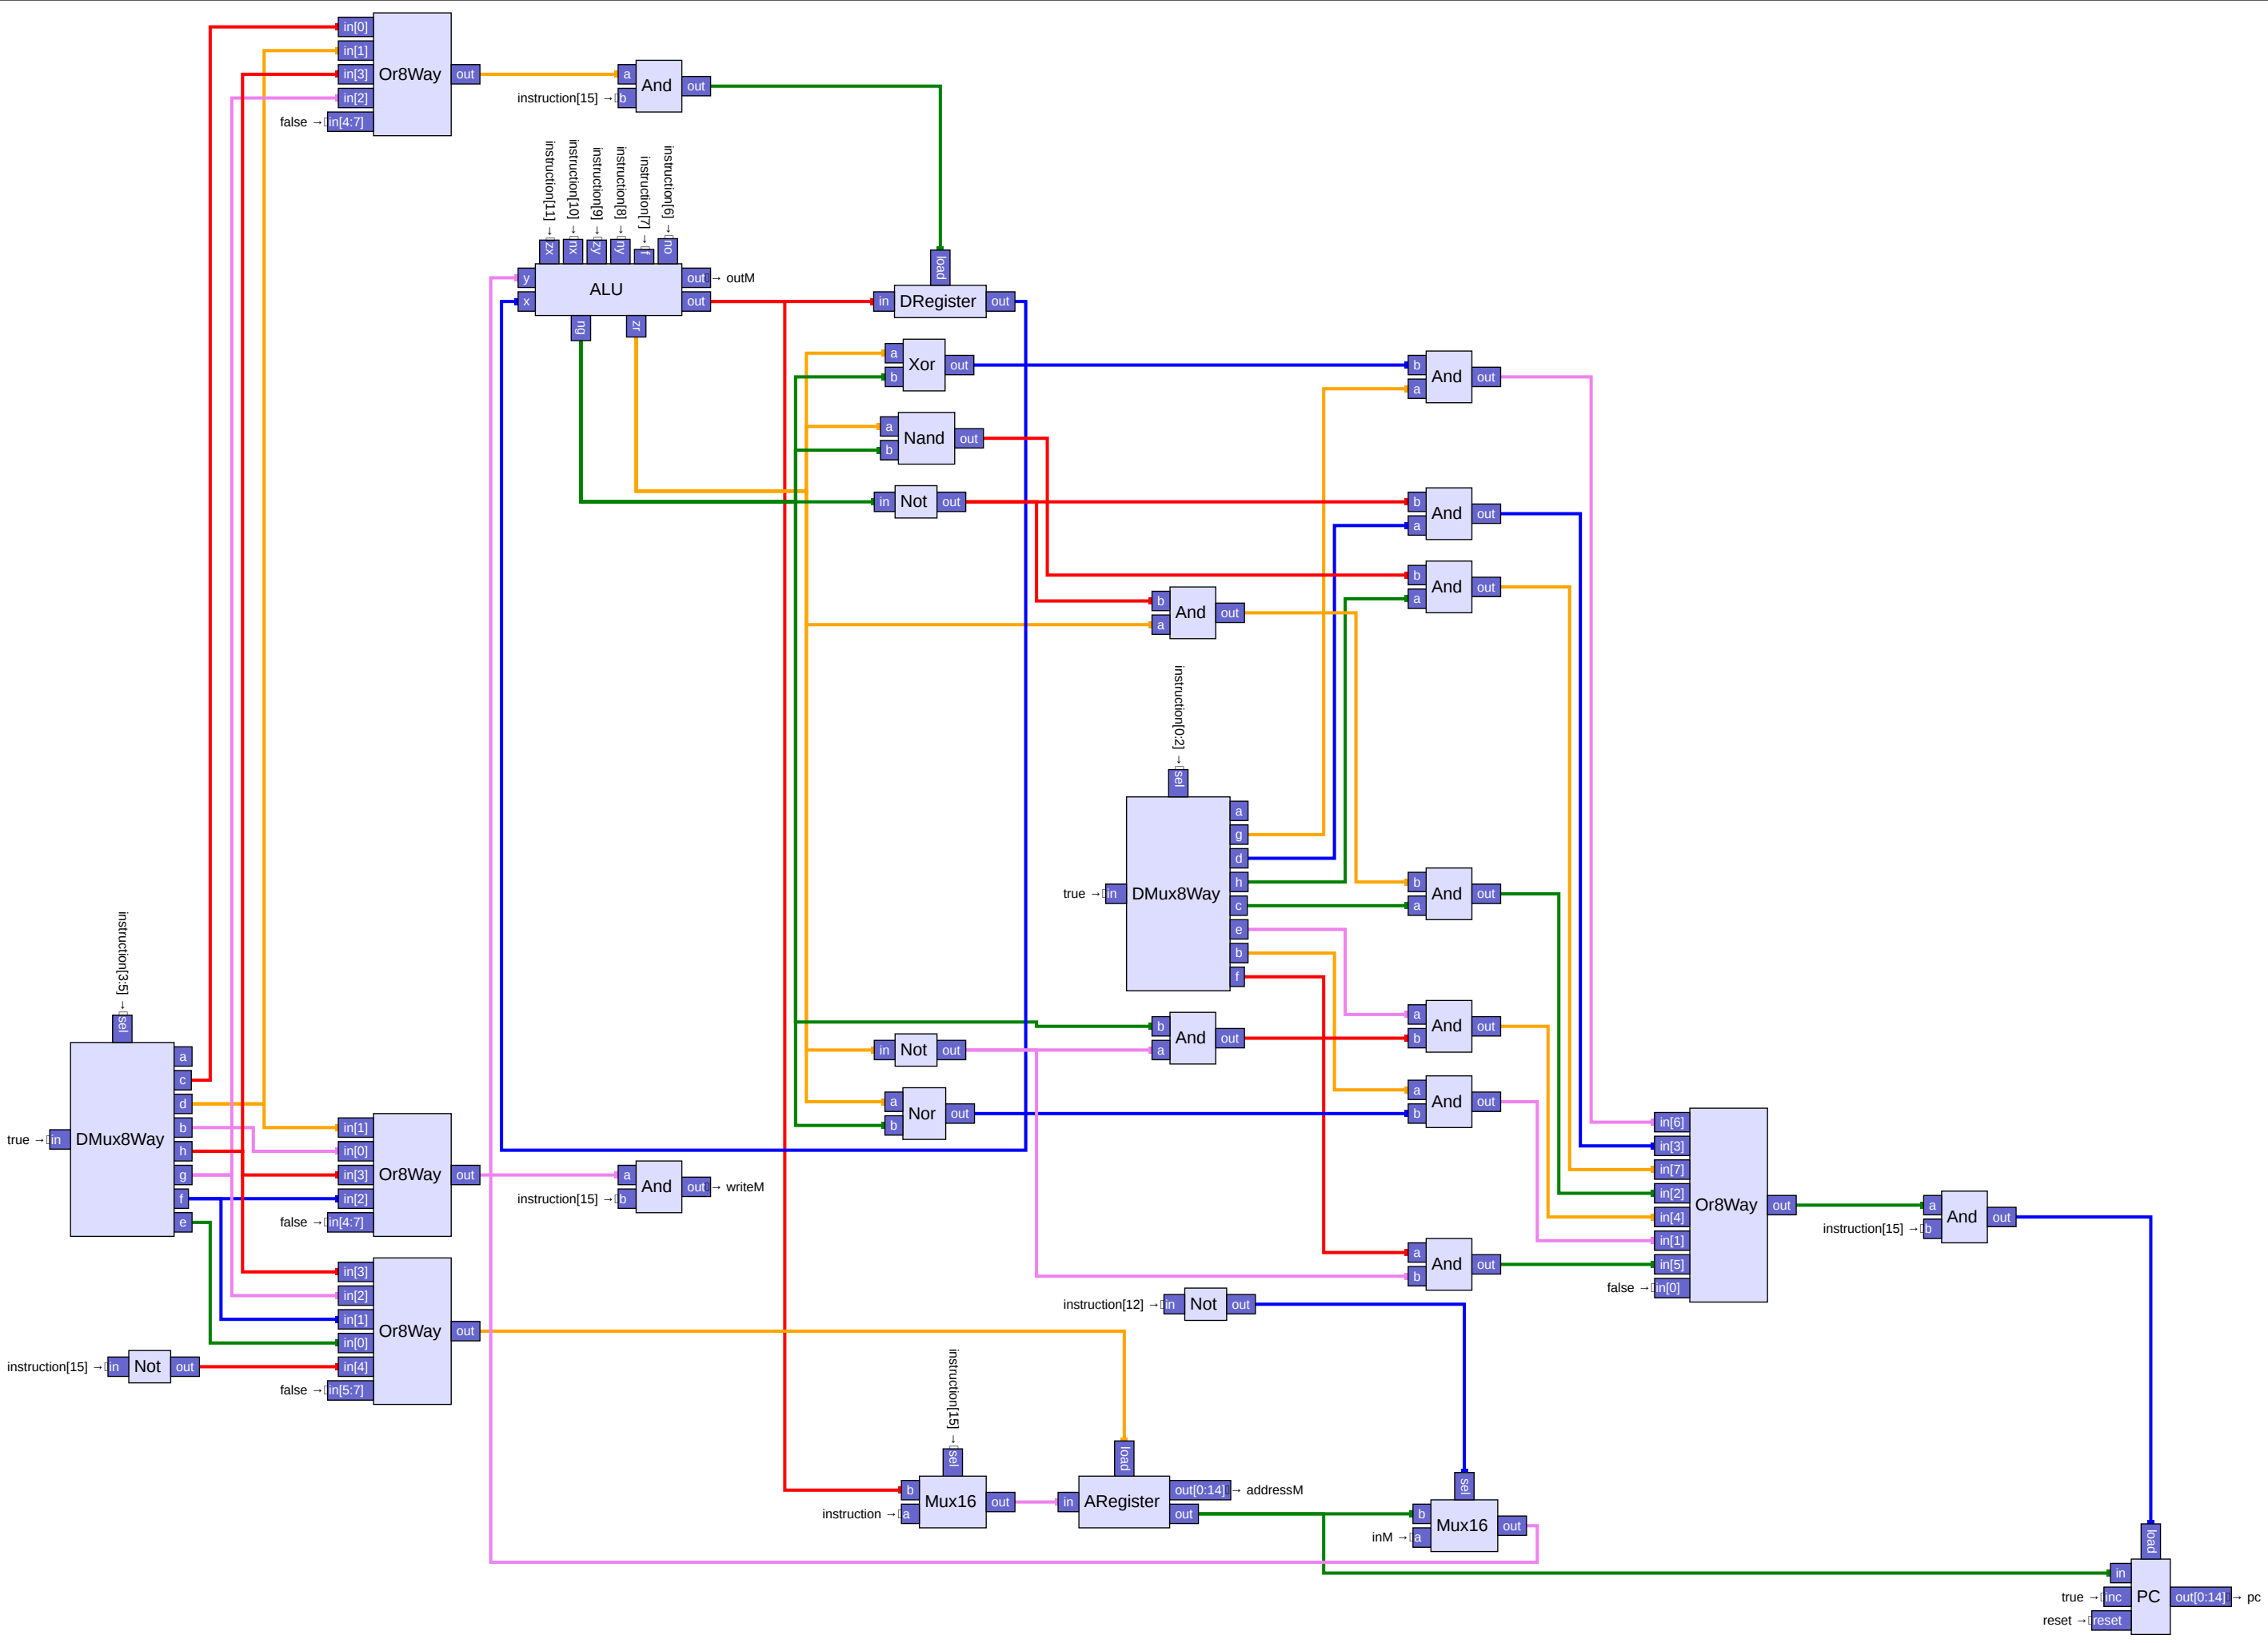 in[0]
in[1]
in[3] Or8Way out
in[2]
false → in[4:7]
a And out
instruction[15] → b
instruction[11] → zx
instruction[10] → nx
instruction[9] → zy
instruction[8] → ny
instruction[7] → f
instruction[6] → no
y ALU out → outM
x out
ng zr
load
in DRegister out
a Xor out
b
b And out
a
a Nand out
b
in Not out
b And out
a
b And out
a
b And out
a
instruction[0:2] → sel
a
g
d
true → in DMux8Way h
c
e
b
f
b And out
a
a And out
b
b And out
a
in Not out
a And out
b
a Nor out
b
instruction[3:5] → sel
a
c
d
true → in DMux8Way b
h
g
f
e
in[1]
in[0]
in[3] Or8Way out
in[2]
false → in[4:7]
a And out → writeM
instruction[15] → b
in[6]
in[3]
in[7]
in[2] Or8Way out
in[4]
in[1]
in[5]
false → in[0]
a And out
instruction[15] → b
a And out
b
in[3]
in[2]
in[1]
in[0] Or8Way out
in[4]
false → in[5:7]
instruction[15] → in Not out
instruction[12] → in Not out
instruction[15] → sel
b Mux16 out
instruction → a
load
in ARegister out[0:14] → addressM
out
sel
b Mux16 out
inM → a
load
in
true → inc PC out[0:14] → pc
reset → reset